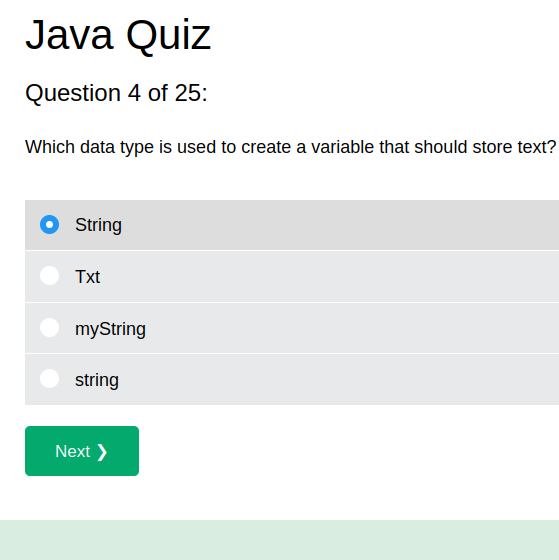 Java Quiz
Question 4 of 25:
Which data type is used to create a variable that should store text?
String
Txt
myString
string
Next ❯